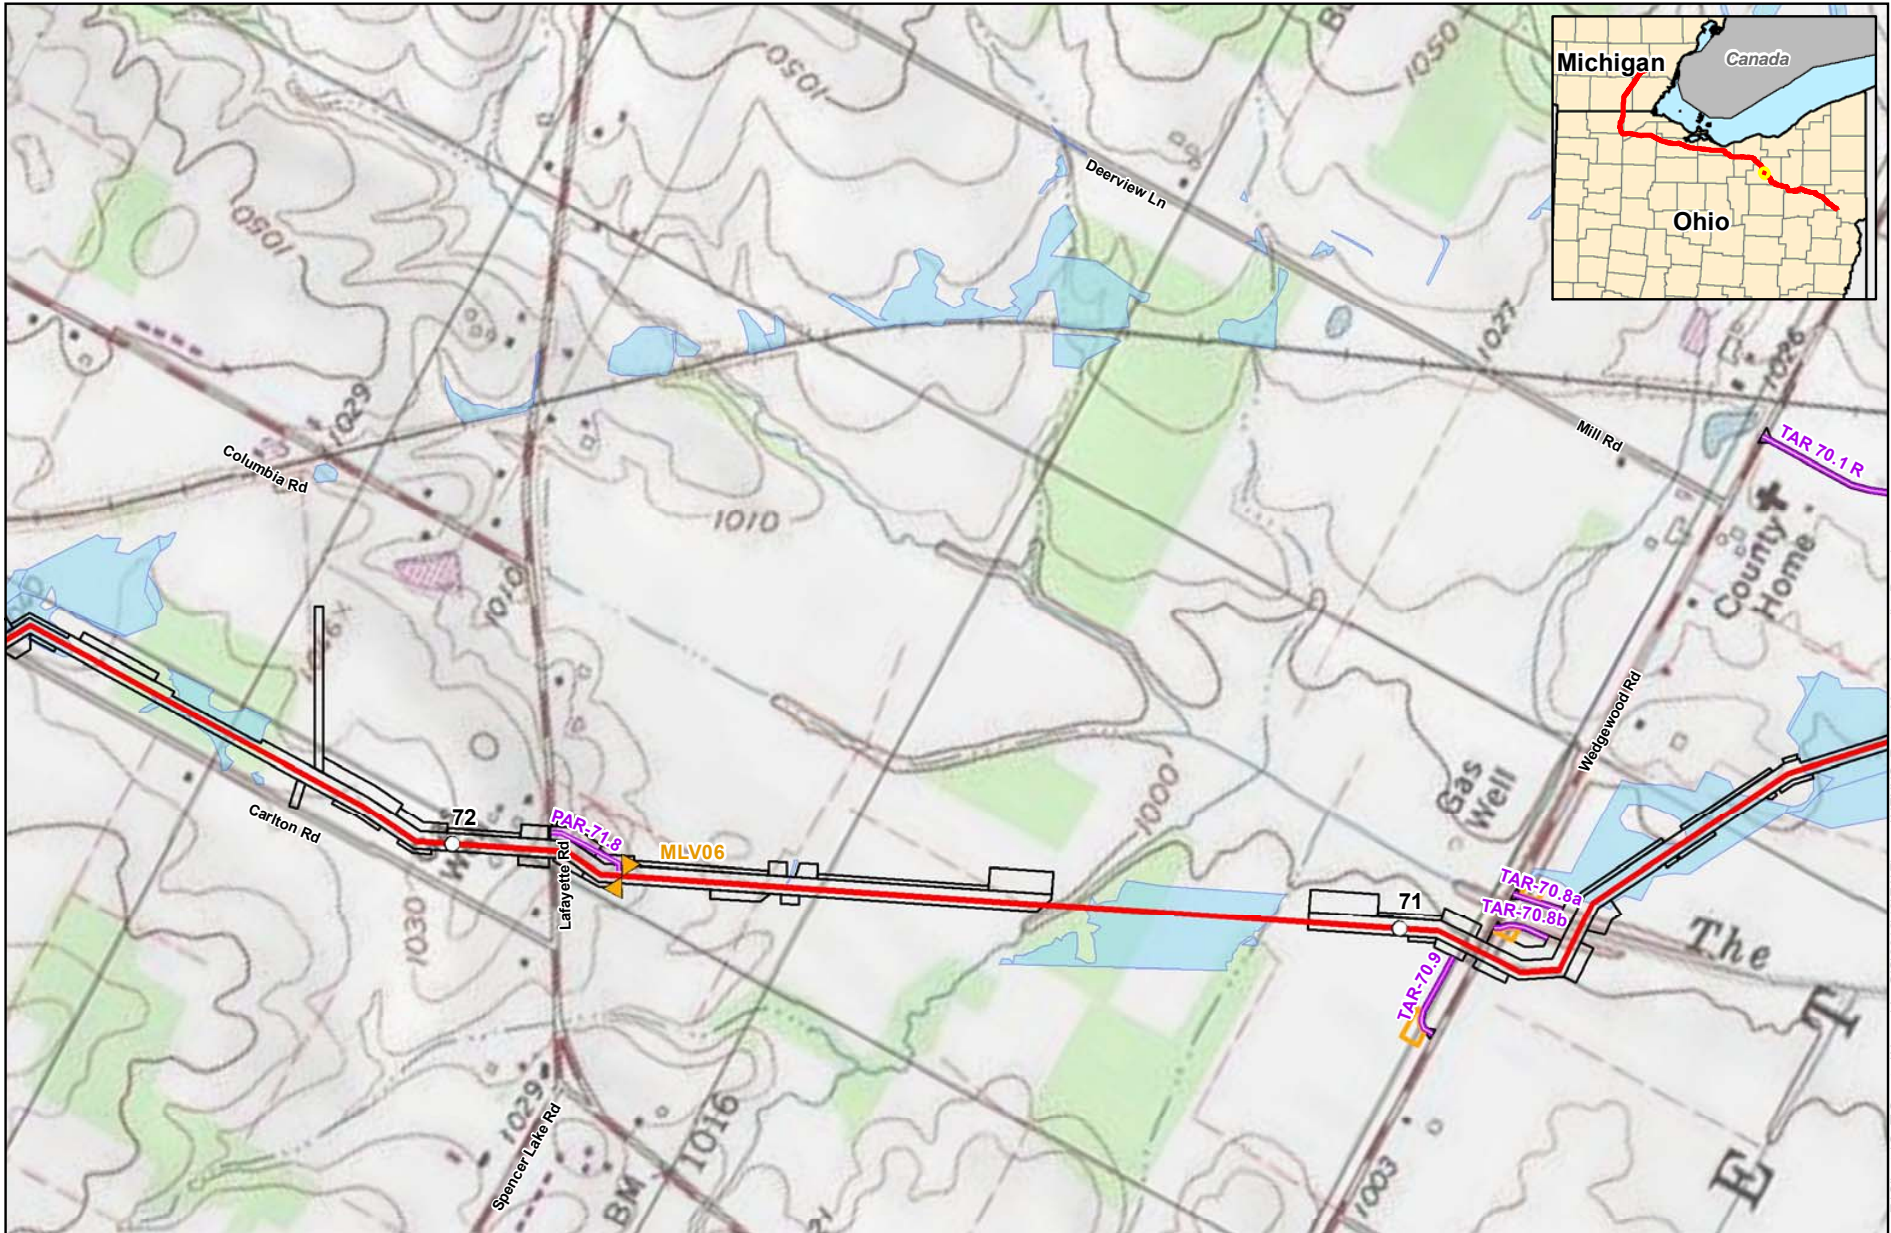 Michigan
Canada
Ohio
1050
1050
Deerview Ln
1050
1027
1026
1029
Columbia Rd
Mill Rd
TAR 70.1 R
1010
County
Home
1010
Wedgewood Rd
Gas
Well
1000
Carlton Rd
72
PAR-71.8
MLV06
Lafayette Rd
71
TAR-70.8a
TAR-70.8b
TAR-70.9
The
1030
E T
1029
Spencer Lake Rd
BM 1016
1003